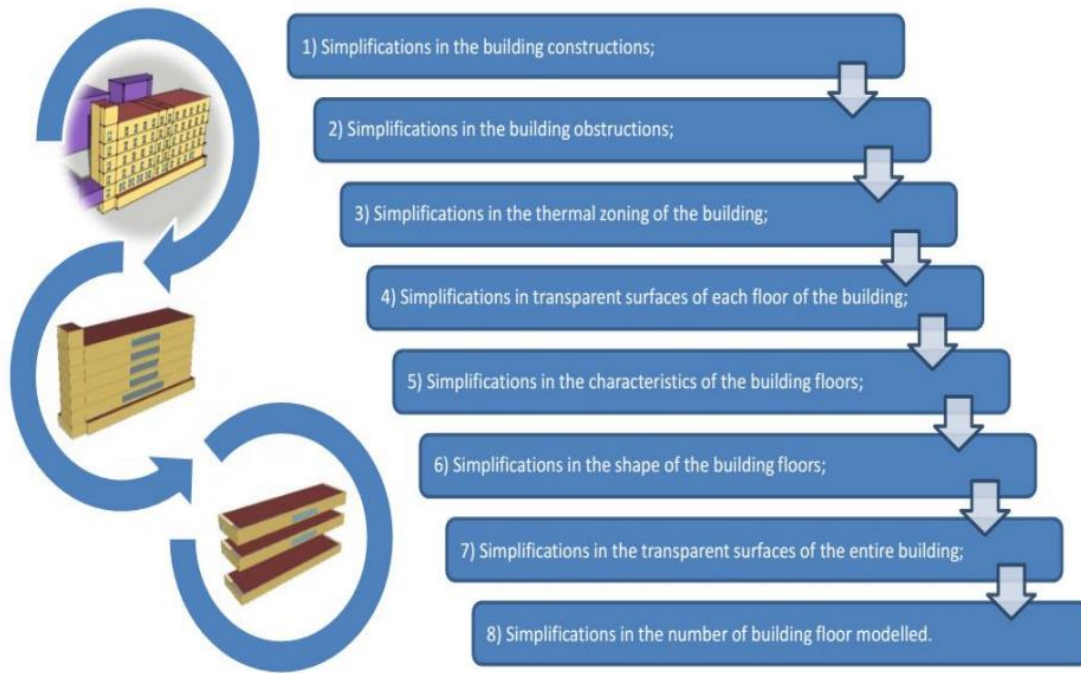 1) Simplifications in the building constructions;
2) Simplifications in the building obstructions;
3) Simplifications in the thermal zoning of the building;
4) Simplifications in transparent surfaces of each floor of the building;
5) Simplifications in the characteristics of the building floors;
6) Simplifications in the shape of the building floors;
7) Simplifications in the transparent surfaces of the entire building;
8) Simplifications in the number of building floor modelled.